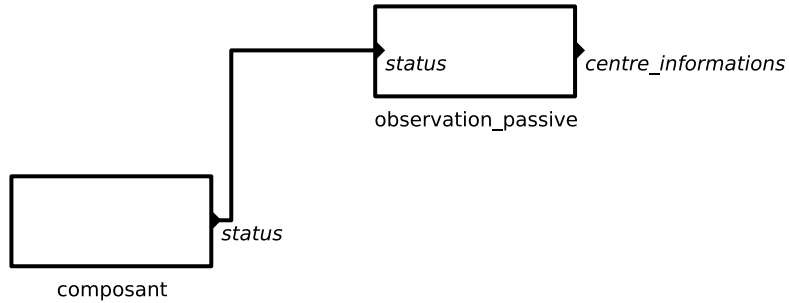 status
centre_informations
observation_passive
status
composant